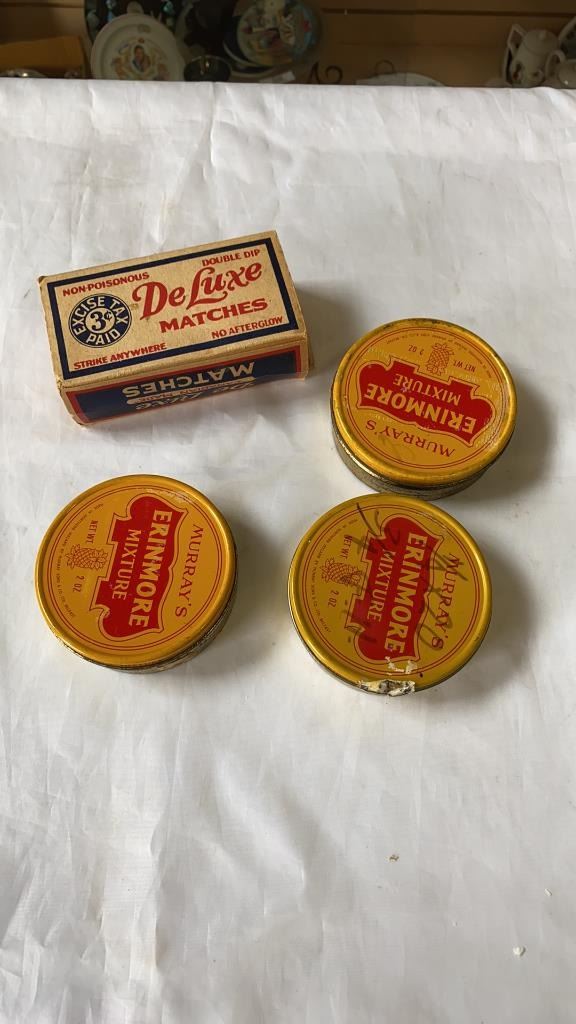 NON-POISONOUS
DOUBLE DIP
EXCISE TAX
3¢
PAID
DeLuxe
MATCHES
STRIKE ANYWHERE
NO AFTERGLOW
MATCHES
MURRAY'S
ERINMORE
MIXTURE
NET WT. 2 OZ.
MURRAY'S
ERINMORE
MIXTURE
NET WT. 2 OZ.
MURRAY'S
ERINMORE
MIXTURE
NET WT. 2 OZ.